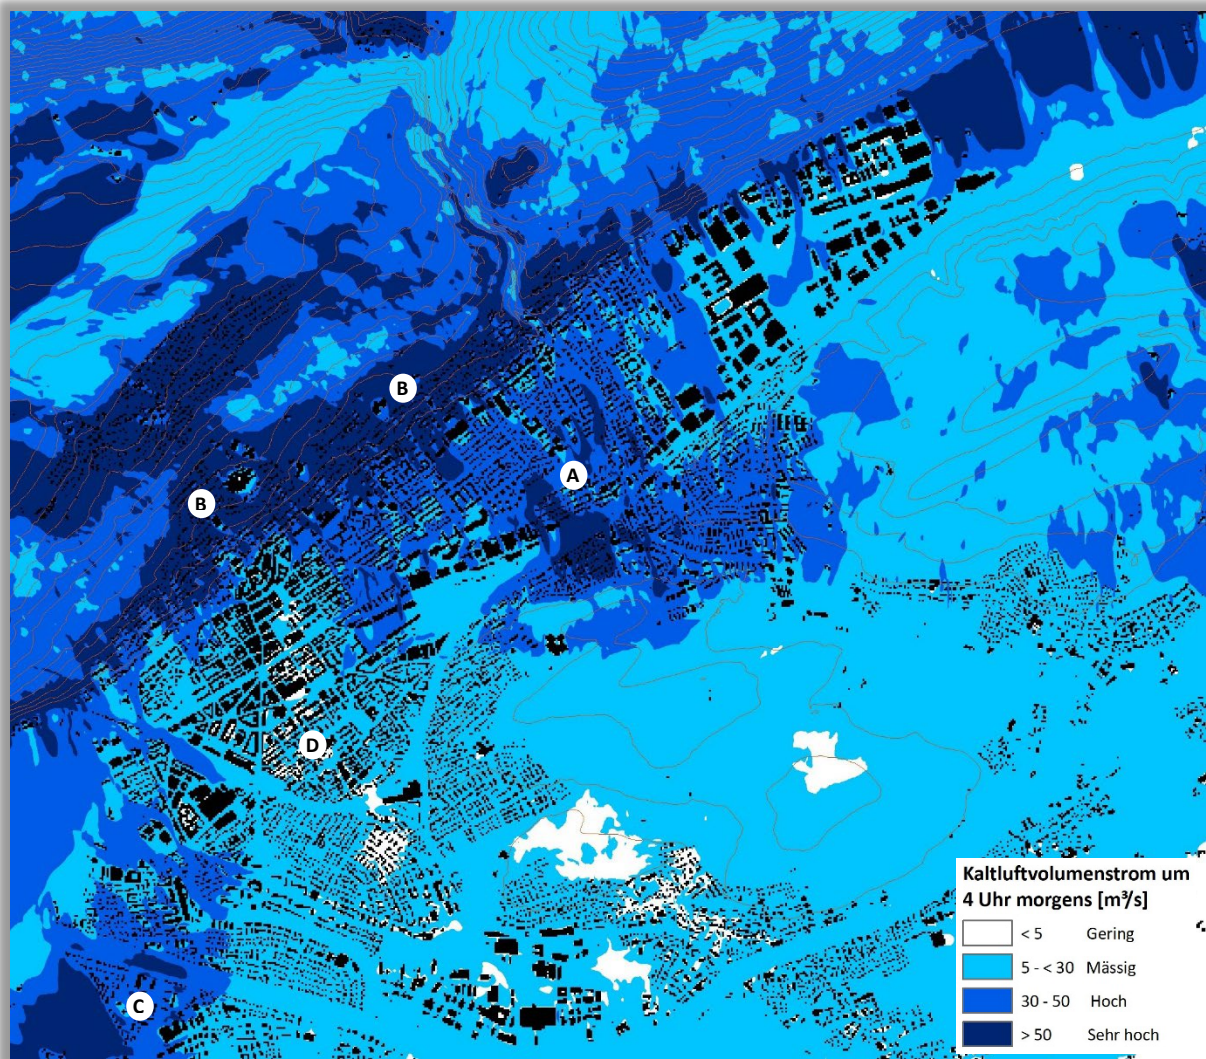 B
A
B
D
C
Kaltluftvolumenstrom um
4 Uhr morgens [m³/s]
< 5 Gering
5 - < 30 Mässig
30 - 50 Hoch
> 50 Sehr hoch